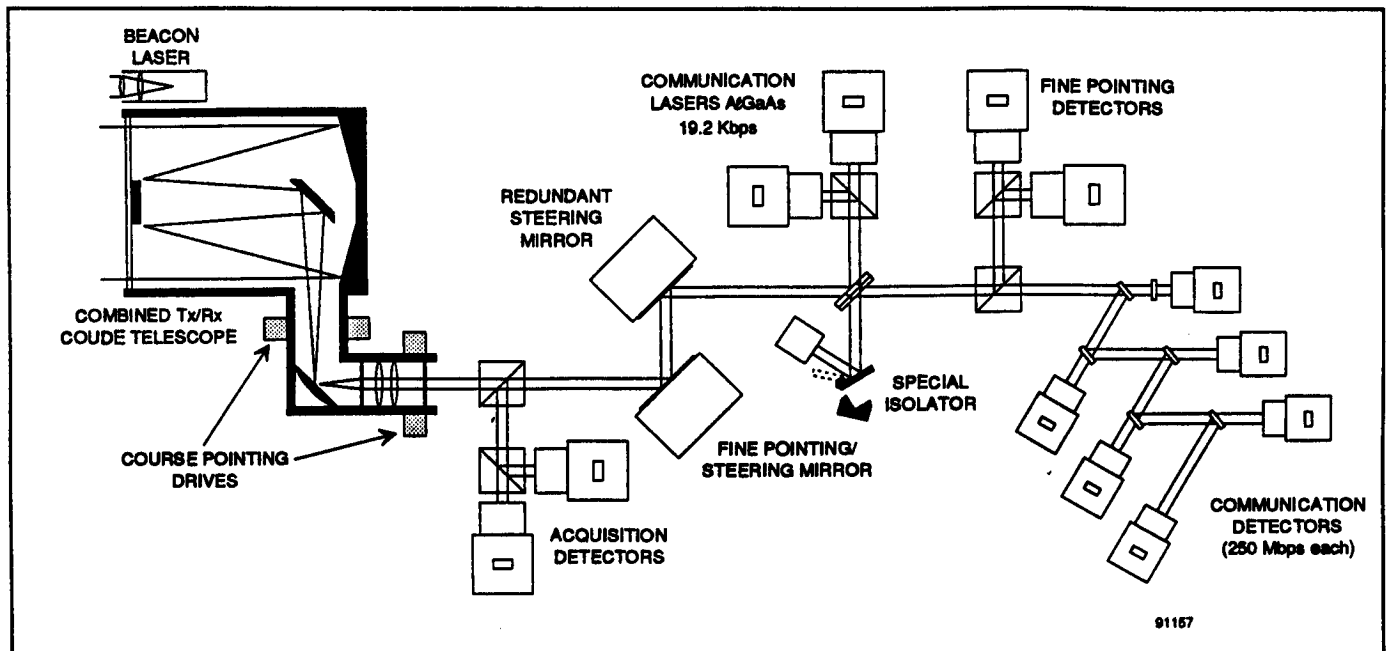 BEACON
LASER
COMMUNICATION
LASERS AℓGaAs
19.2 Kbps
FINE POINTING
DETECTORS
REDUNDANT
STEERING
MIRROR
COMBINED Tx/Rx
COUDE TELESCOPE
SPECIAL
ISOLATOR
COURSE POINTING
DRIVES
FINE POINTING/
STEERING MIRROR
ACQUISITION
DETECTORS
COMMUNICATION
DETECTORS
(250 Mbps each)
91157